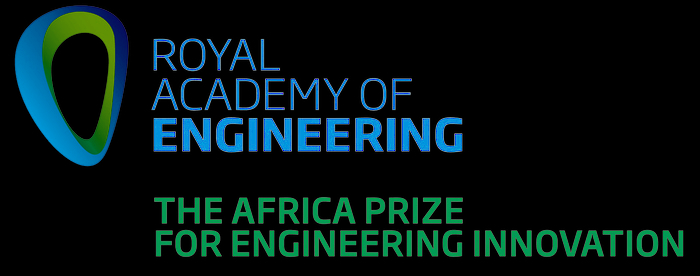 ROYAL
ACADEMY OF
ENGINEERING
THE AFRICA PRIZE
FOR ENGINEERING INNOVATION